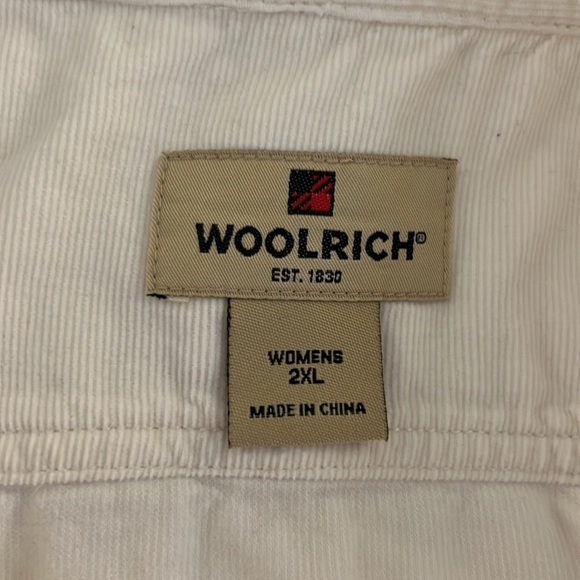 WOOLRICH®
EST. 1830
WOMENS
2XL
MADE IN CHINA